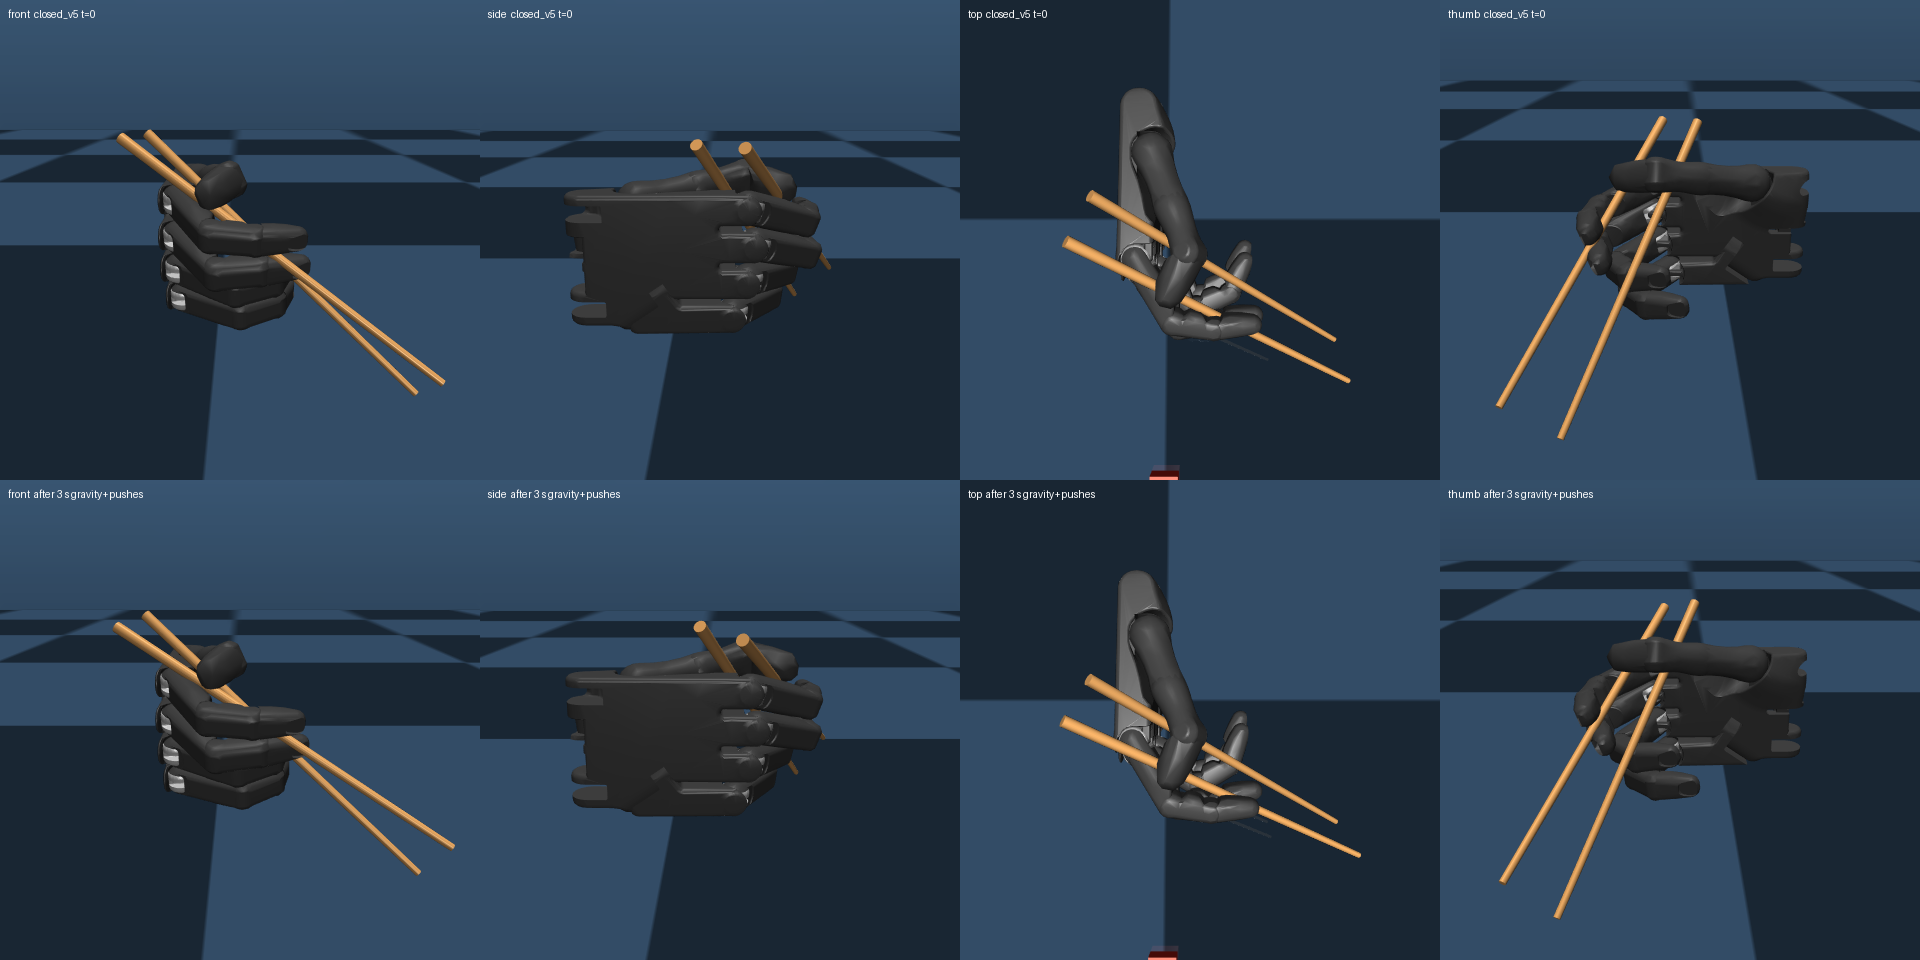 front closed_v5 t=0
side closed_v5 t=0
top closed_v5 t=0
thumb closed_v5 t=0
front after 3 s gravity+pushes
side after 3 s gravity+pushes
top after 3 s gravity+pushes
thumb after 3 s gravity+pushes